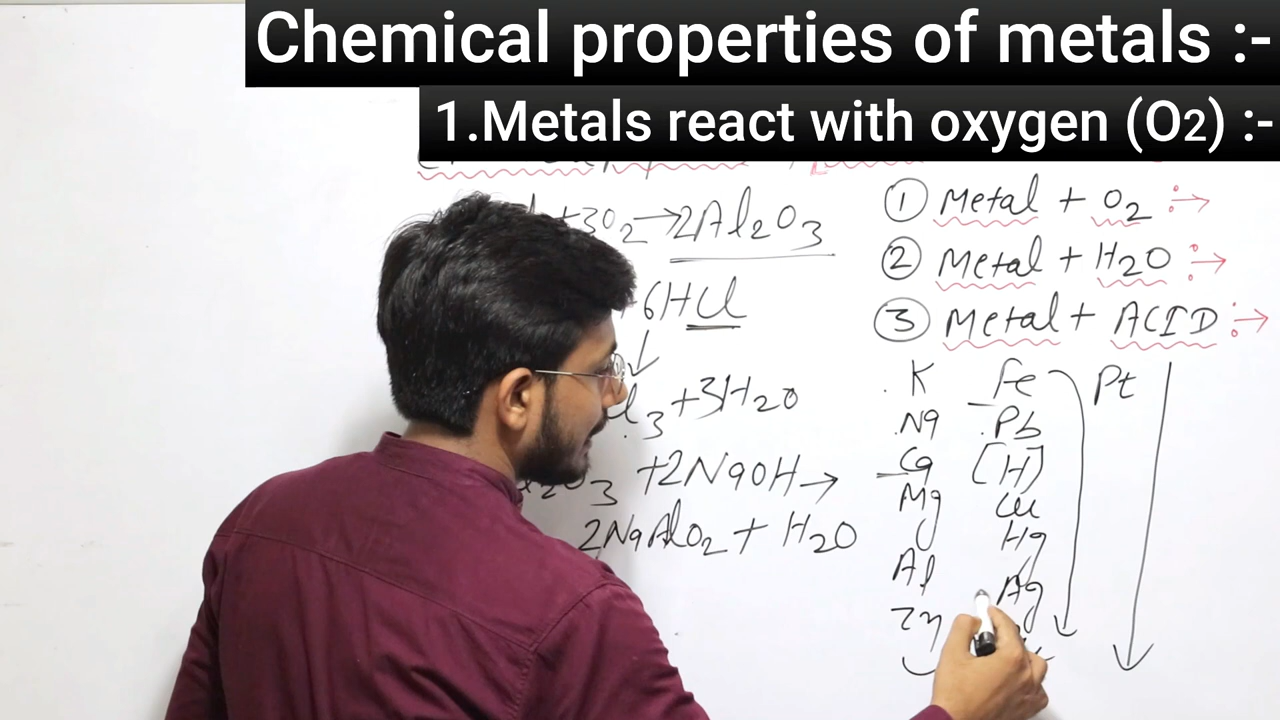 Chemical properties of metals :-
1.Metals react with oxygen (O2) :-
+3O2→2Al2O3
+6HCl
↓
l3+3H2O
2O3 +2NaOH→
2NaAlO2+ H2O
① Metal + O2 :→
② Metal + H2O :→
③ Metal + ACID :→
K Fe Pt
Na Pb
Ca [H]
Mg Cu
Hg
Al Ag
Zn